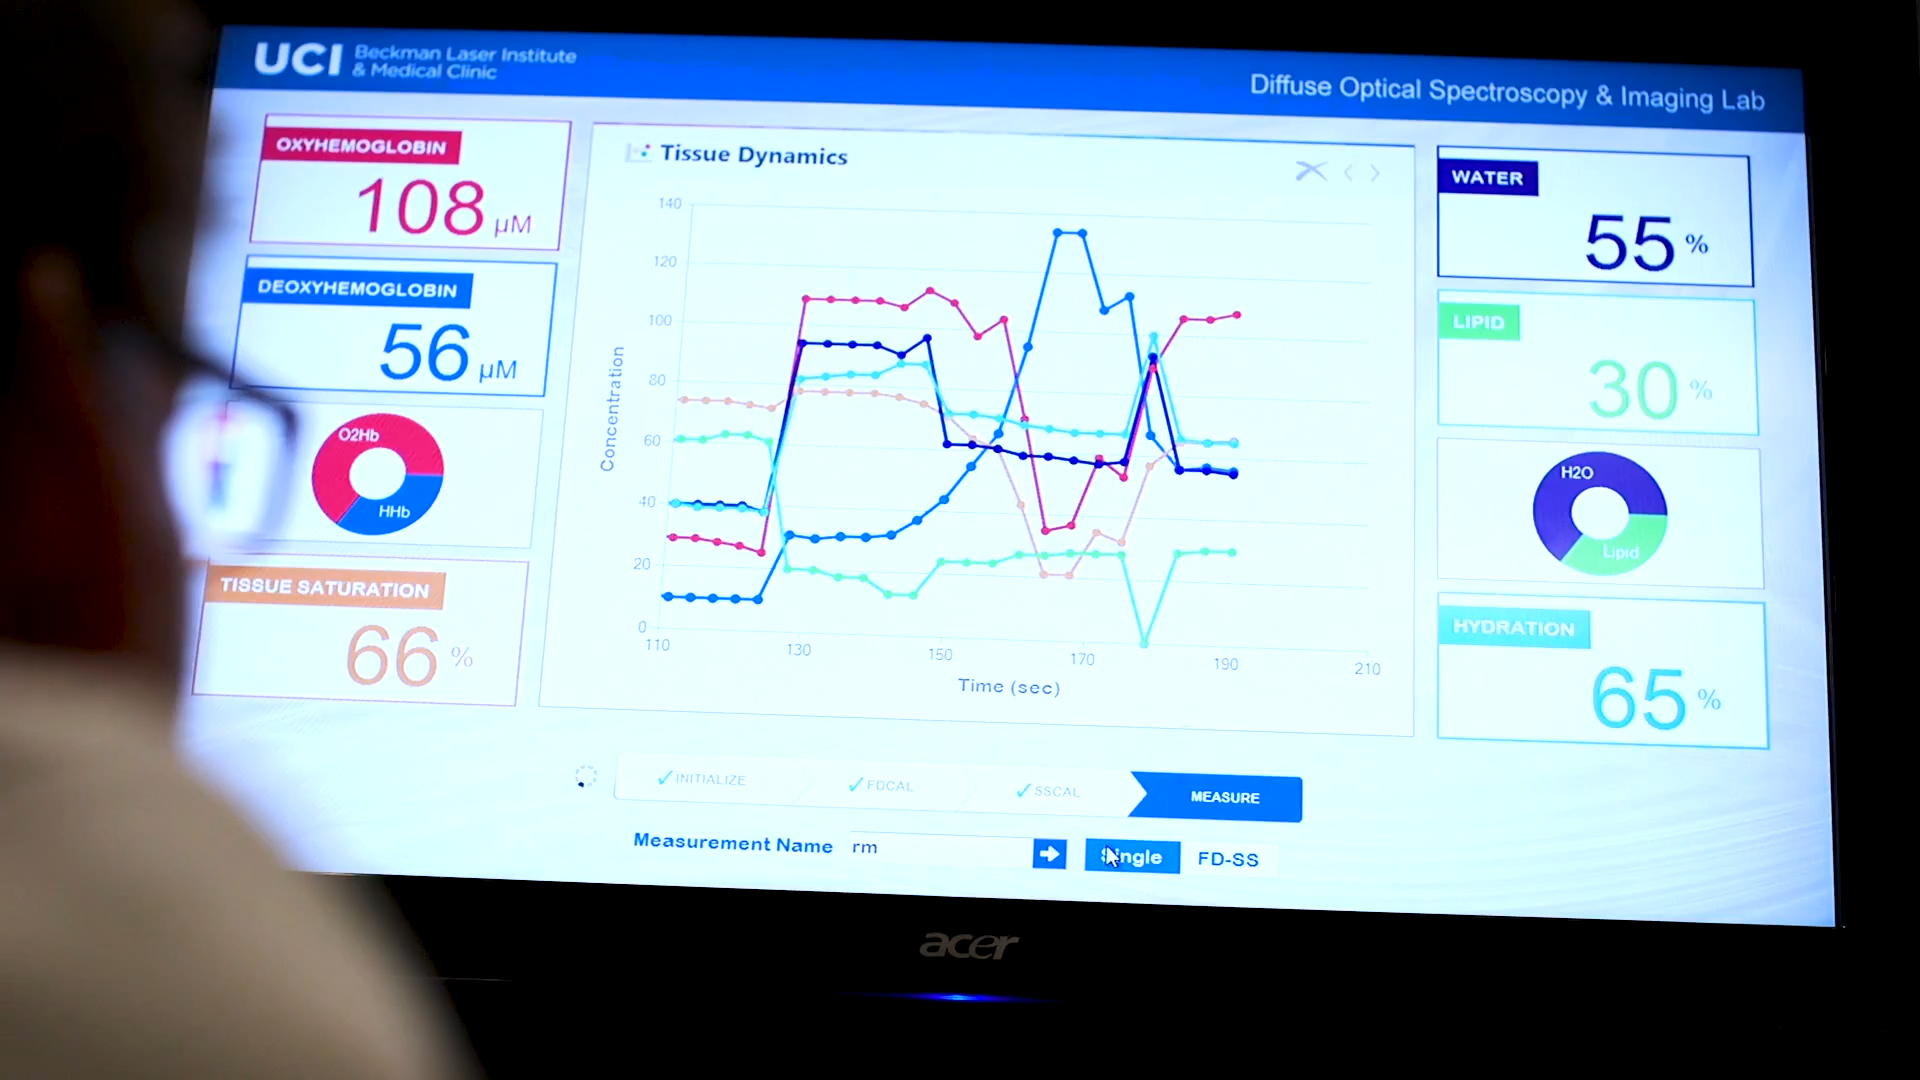 UCI Beckman Laser Institute
& Medical Clinic
Diffuse Optical Spectroscopy & Imaging Lab
OXYHEMOGLOBIN
108 μM
DEOXYHEMOGLOBIN
56 μM
O2Hb
HHb
TISSUE SATURATION
66 %
Tissue Dynamics
140
120
100
80
60
40
20
0
Concentration
110 130 150 170 190 210
Time (sec)
WATER
55 %
LIPID
30 %
H2O
Lipid
HYDRATION
65 %
INITIALIZE FDCAL SSCAL MEASURE
Measurement Name rm Single FD-SS
acer